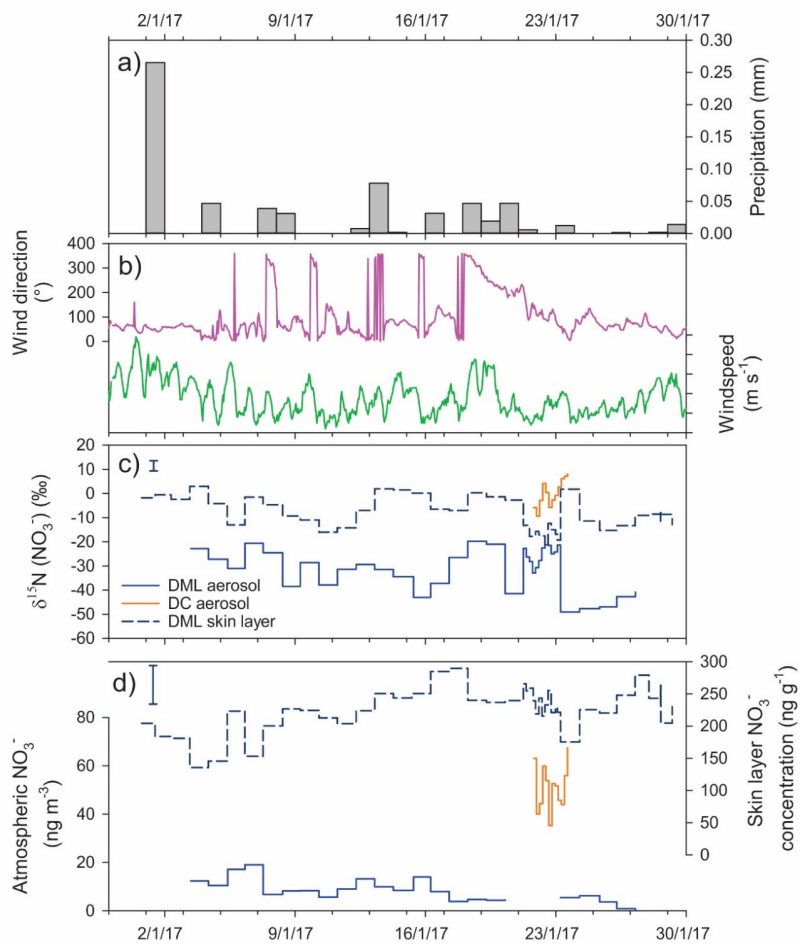 2/1/17 9/1/17 16/1/17 23/1/17 30/1/17
a)
0.30
0.25
0.20
0.15
0.10
0.05
0.00
Precipitation (mm)
b)
400
300
200
100
0
Wind direction
(°)
Windspeed
(m s⁻¹)
c)
20
10
0
-10
-20
-30
-40
-50
-60
δ¹⁵N (NO₃⁻) (‰)
DML aerosol
DC aerosol
DML skin layer
d)
80
60
40
20
0
Atmospheric NO₃⁻
(ng m⁻³)
300
250
200
150
100
50
0
Skin layer NO₃⁻
concentration (ng g⁻¹)
2/1/17 9/1/17 16/1/17 23/1/17 30/1/17